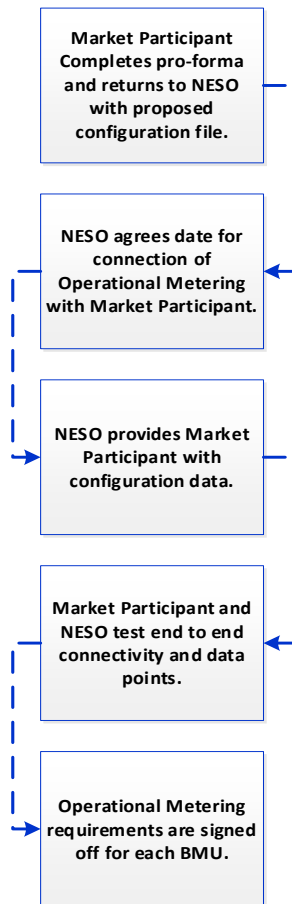 Market Participant
Completes pro-forma
and returns to NESO
with proposed
configuration file.
NESO agrees date for
connection of
Operational Metering
with Market Participant.
NESO provides Market
Participant with
configuration data.
Market Participant and
NESO test end to end
connectivity and data
points.
Operational Metering
requirements are signed
off for each BMU.